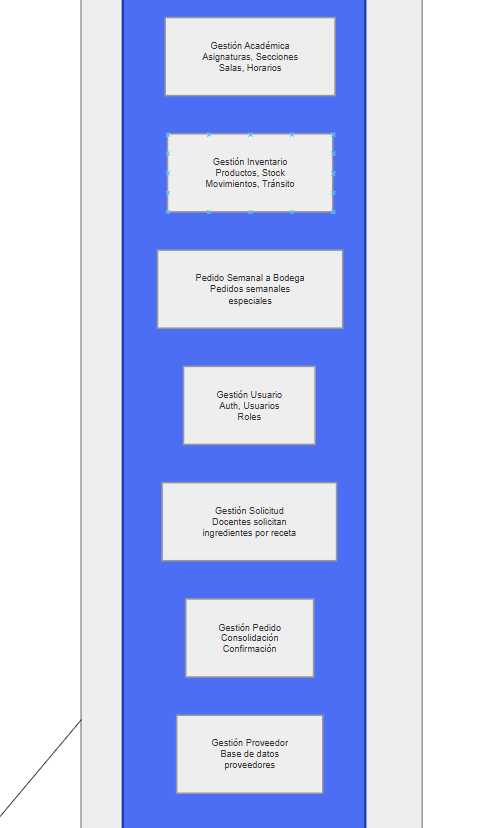 Gestión Académica
Asignaturas, Secciones
Salas, Horarios
Gestión Inventario
Productos, Stock
Movimientos, Tránsito
Pedido Semanal a Bodega
Pedidos semanales
especiales
Gestión Usuario
Auth, Usuarios
Roles
Gestión Solicitud
Docentes solicitan
ingredientes por receta
Gestión Pedido
Consolidación
Confirmación
Gestión Proveedor
Base de datos
proveedores